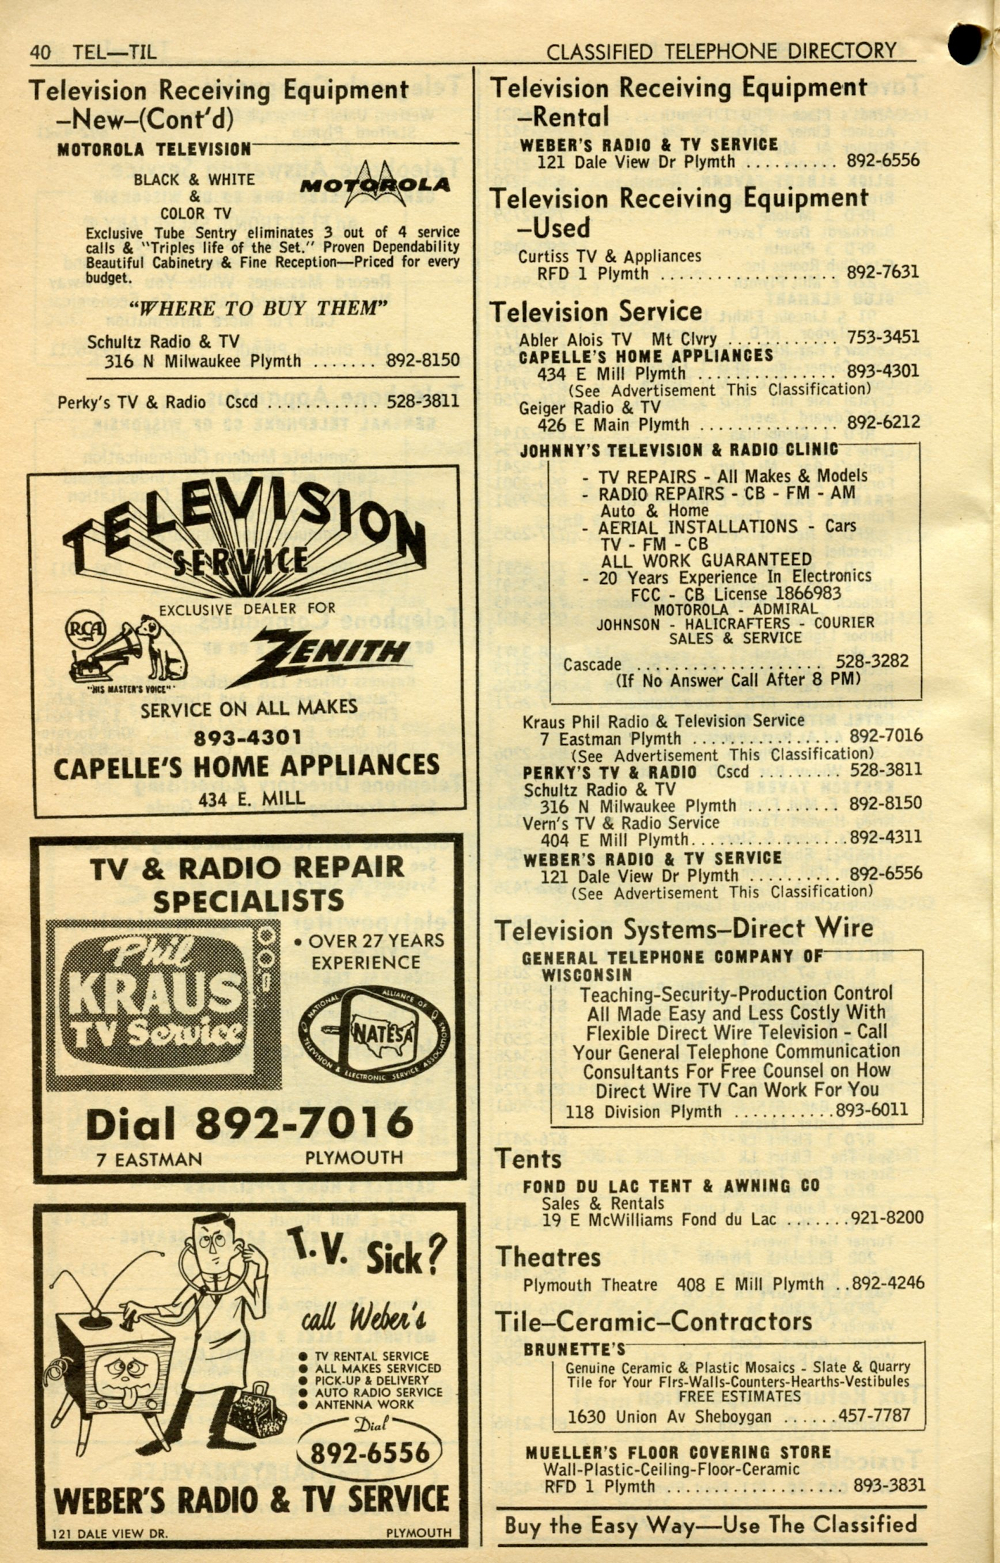 40 TEL—TIL
CLASSIFIED TELEPHONE DIRECTORY
Television Receiving Equipment
–New–(Cont'd)
MOTOROLA TELEVISION
BLACK & WHITE
&
COLOR TV
MOTOROLA
Exclusive Tube Sentry eliminates 3 out of 4 service
calls & "Triples life of the Set." Proven Dependability
Beautiful Cabinetry & Fine Reception—Priced for every
budget.
"WHERE TO BUY THEM"
Schultz Radio & TV
316 N Milwaukee Plymth ....... 892-8150
Perky's TV & Radio Cscd ........... 528-3811
TELEVISION
SERVICE
EXCLUSIVE DEALER FOR
RCA
"HIS MASTER'S VOICE"
ZENITH
SERVICE ON ALL MAKES
893-4301
CAPELLE'S HOME APPLIANCES
434 E. MILL
TV & RADIO REPAIR
SPECIALISTS
Phil
KRAUS
TV Service
• OVER 27 YEARS
EXPERIENCE
NATIONAL ALLIANCE OF
NATESA
TELEVISION & ELECTRONIC SERVICE ASSOCIATIONS
Dial 892-7016
7 EASTMAN PLYMOUTH
T.V. Sick?
call Weber's
● TV RENTAL SERVICE
● ALL MAKES SERVICED
● PICK-UP & DELIVERY
● AUTO RADIO SERVICE
● ANTENNA WORK
Dial
892-6556
WEBER'S RADIO & TV SERVICE
121 DALE VIEW DR. PLYMOUTH
Television Receiving Equipment
–Rental
WEBER'S RADIO & TV SERVICE
121 Dale View Dr Plymth .......... 892-6556
Television Receiving Equipment
–Used
Curtiss TV & Appliances
RFD 1 Plymth .................. 892-7631
Television Service
Abler Alois TV Mt Clvry ........... 753-3451
CAPELLE'S HOME APPLIANCES
434 E Mill Plymth .............. 893-4301
(See Advertisement This Classification)
Geiger Radio & TV
426 E Main Plymth .............. 892-6212
JOHNNY'S TELEVISION & RADIO CLINIC
- TV REPAIRS - All Makes & Models
- RADIO REPAIRS - CB - FM - AM
Auto & Home
- AERIAL INSTALLATIONS - Cars
TV - FM - CB
ALL WORK GUARANTEED
- 20 Years Experience In Electronics
FCC - CB License 1866983
MOTOROLA - ADMIRAL
JOHNSON - HALICRAFTERS - COURIER
SALES & SERVICE
Cascade .................... 528-3282
(If No Answer Call After 8 PM)
Kraus Phil Radio & Television Service
7 Eastman Plymth ............... 892-7016
(See Advertisement This Classification)
PERKY'S TV & RADIO Cscd ......... 528-3811
Schultz Radio & TV
316 N Milwaukee Plymth ......... 892-8150
Vern's TV & Radio Service
404 E Mill Plymth............... 892-4311
WEBER'S RADIO & TV SERVICE
121 Dale View Dr Plymth ......... 892-6556
(See Advertisement This Classification)
Television Systems–Direct Wire
GENERAL TELEPHONE COMPANY OF
WISCONSIN
Teaching-Security-Production Control
All Made Easy and Less Costly With
Flexible Direct Wire Television - Call
Your General Telephone Communication
Consultants For Free Counsel on How
Direct Wire TV Can Work For You
118 Division Plymth ..........893-6011
Tents
FOND DU LAC TENT & AWNING CO
Sales & Rentals
19 E McWilliams Fond du Lac .......921-8200
Theatres
Plymouth Theatre 408 E Mill Plymth ..892-4246
Tile–Ceramic–Contractors
BRUNETTE'S
Genuine Ceramic & Plastic Mosaics - Slate & Quarry
Tile for Your Flrs-Walls-Counters-Hearths-Vestibules
FREE ESTIMATES
1630 Union Av Sheboygan ......457-7787
MUELLER'S FLOOR COVERING STORE
Wall-Plastic-Ceiling-Floor-Ceramic
RFD 1 Plymth .................. 893-3831
Buy the Easy Way—Use The Classified